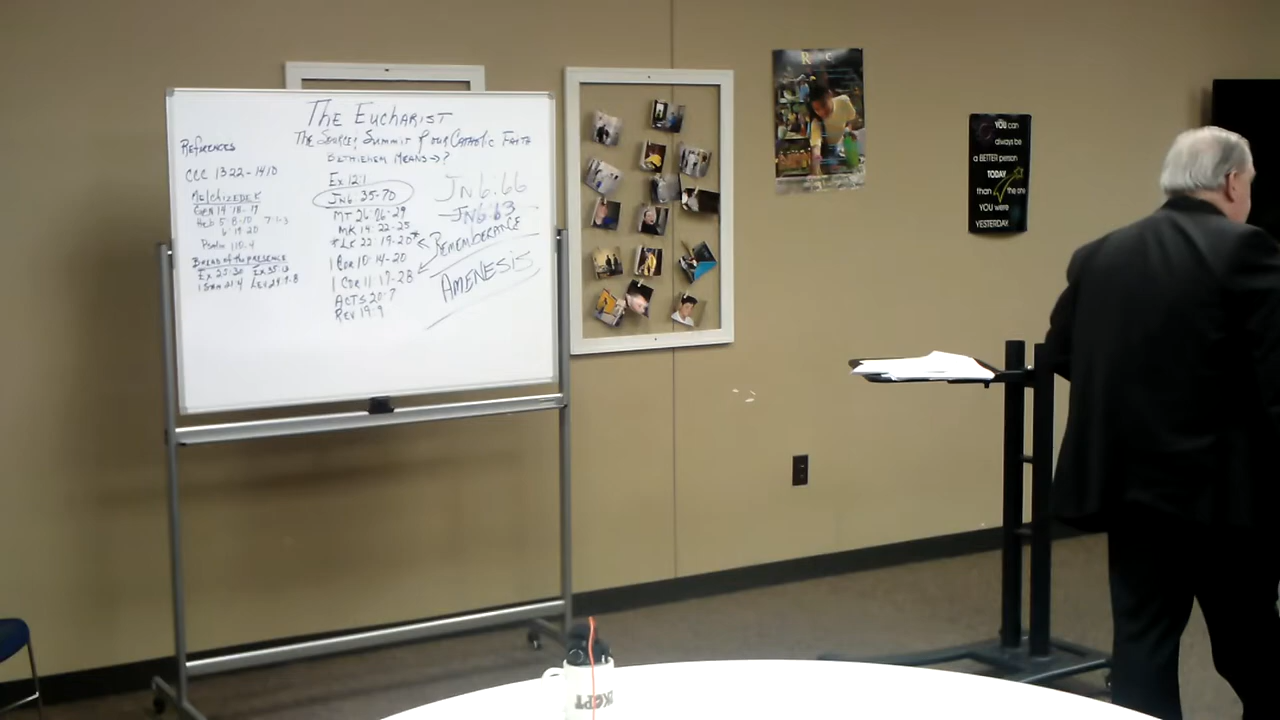 The Eucharist
The Source & Summit of our Catholic Faith
Bethlehem Means → ?
References
CCC 1322-1410
Melchizedek
Gen 14 18-19
Heb 5 8-10 7:1-3
6 19 20
Psalm 110:4
Bread of the presence
Ex 25:30 Ex 35:13
1 Sam 21:4 Lev 24:7-8
Ex 12:1
Jn 6 35-70
Mt 26-26-29
Mk 14: 22-25
*Lk 22: 19-20*
1 Cor 10-14-20
1 Cor 11 17-28
Acts 20:7
Rev 19:9
Jn 6:66
Jn 6:63
Rememberance
Amenesis
YOU can
always be
a BETTER person
TODAY
than the one
YOU were
YESTERDAY.